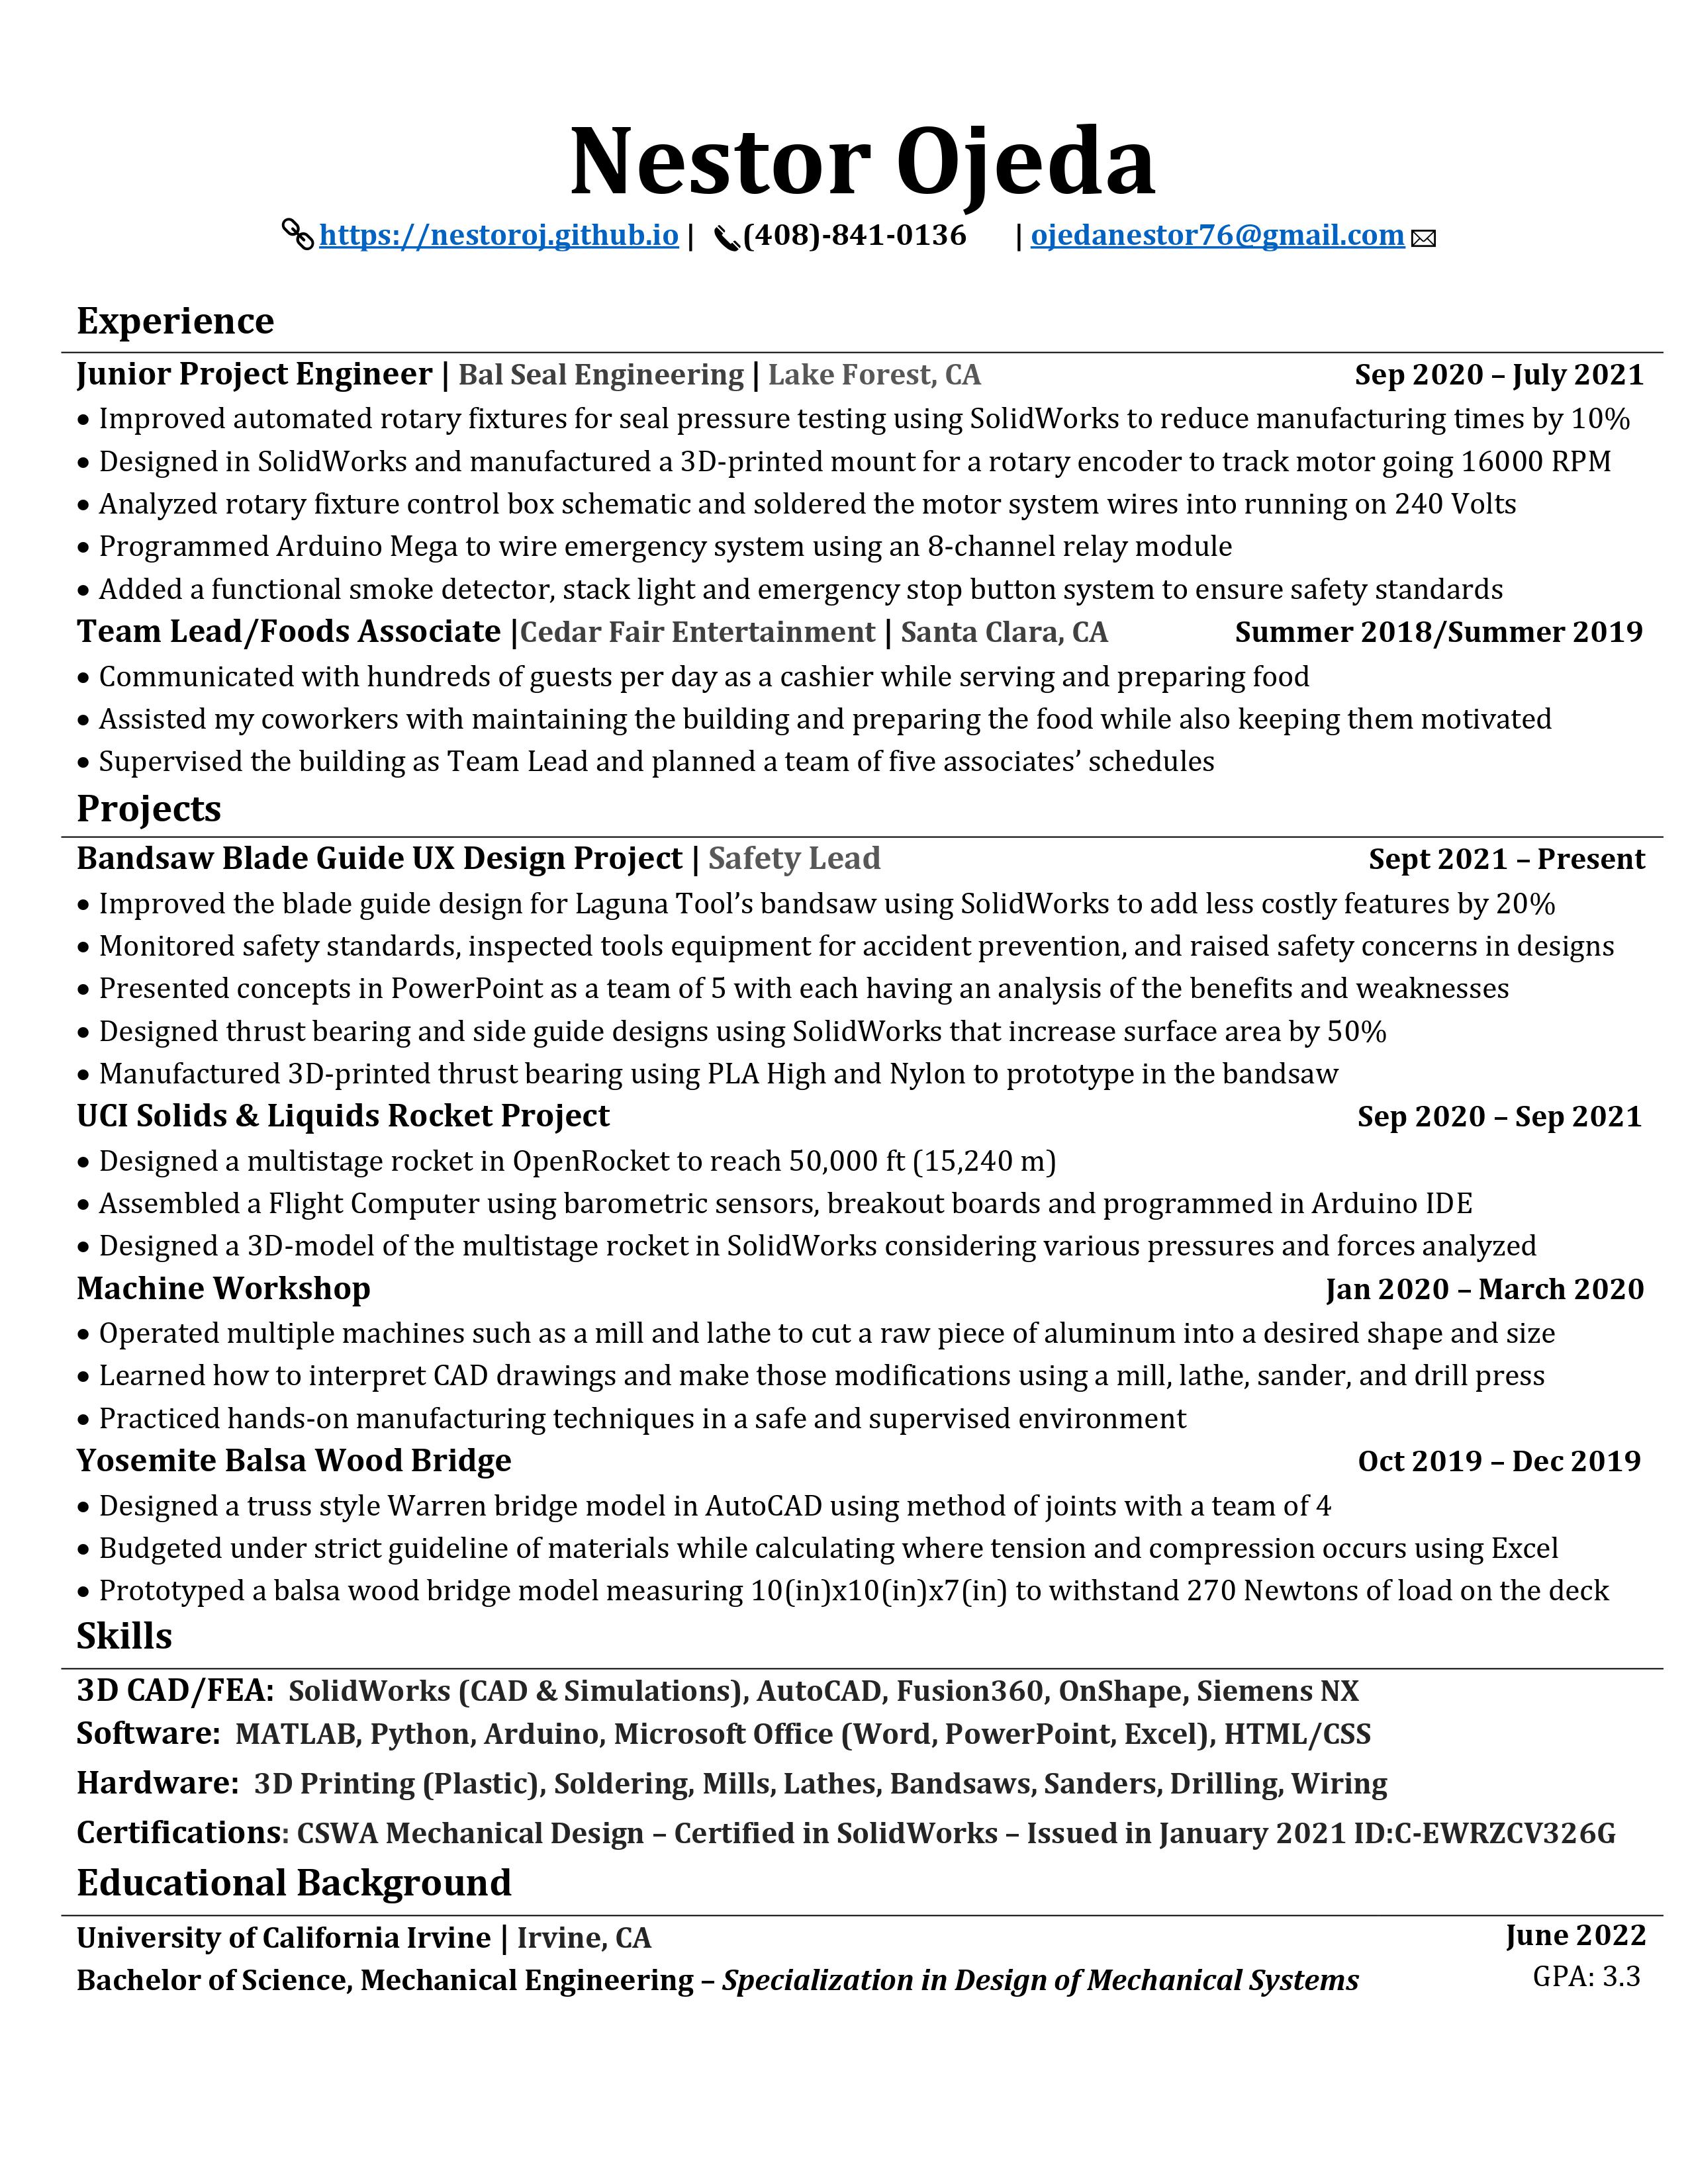 Nestor Ojeda
https://nestoroj.github.io | (408)-841-0136 | ojedanestor76@gmail.com
Experience
Junior Project Engineer | Bal Seal Engineering | Lake Forest, CA Sep 2020 – July 2021
• Improved automated rotary fixtures for seal pressure testing using SolidWorks to reduce manufacturing times by 10%
• Designed in SolidWorks and manufactured a 3D-printed mount for a rotary encoder to track motor going 16000 RPM
• Analyzed rotary fixture control box schematic and soldered the motor system wires into running on 240 Volts
• Programmed Arduino Mega to wire emergency system using an 8-channel relay module
• Added a functional smoke detector, stack light and emergency stop button system to ensure safety standards
Team Lead/Foods Associate |Cedar Fair Entertainment | Santa Clara, CA Summer 2018/Summer 2019
• Communicated with hundreds of guests per day as a cashier while serving and preparing food
• Assisted my coworkers with maintaining the building and preparing the food while also keeping them motivated
• Supervised the building as Team Lead and planned a team of five associates’ schedules
Projects
Bandsaw Blade Guide UX Design Project | Safety Lead Sept 2021 – Present
• Improved the blade guide design for Laguna Tool’s bandsaw using SolidWorks to add less costly features by 20%
• Monitored safety standards, inspected tools equipment for accident prevention, and raised safety concerns in designs
• Presented concepts in PowerPoint as a team of 5 with each having an analysis of the benefits and weaknesses
• Designed thrust bearing and side guide designs using SolidWorks that increase surface area by 50%
• Manufactured 3D-printed thrust bearing using PLA High and Nylon to prototype in the bandsaw
UCI Solids & Liquids Rocket Project Sep 2020 – Sep 2021
• Designed a multistage rocket in OpenRocket to reach 50,000 ft (15,240 m)
• Assembled a Flight Computer using barometric sensors, breakout boards and programmed in Arduino IDE
• Designed a 3D-model of the multistage rocket in SolidWorks considering various pressures and forces analyzed
Machine Workshop Jan 2020 – March 2020
• Operated multiple machines such as a mill and lathe to cut a raw piece of aluminum into a desired shape and size
• Learned how to interpret CAD drawings and make those modifications using a mill, lathe, sander, and drill press
• Practiced hands-on manufacturing techniques in a safe and supervised environment
Yosemite Balsa Wood Bridge Oct 2019 – Dec 2019
• Designed a truss style Warren bridge model in AutoCAD using method of joints with a team of 4
• Budgeted under strict guideline of materials while calculating where tension and compression occurs using Excel
• Prototyped a balsa wood bridge model measuring 10(in)x10(in)x7(in) to withstand 270 Newtons of load on the deck
Skills
3D CAD/FEA: SolidWorks (CAD & Simulations), AutoCAD, Fusion360, OnShape, Siemens NX
Software: MATLAB, Python, Arduino, Microsoft Office (Word, PowerPoint, Excel), HTML/CSS
Hardware: 3D Printing (Plastic), Soldering, Mills, Lathes, Bandsaws, Sanders, Drilling, Wiring
Certifications: CSWA Mechanical Design – Certified in SolidWorks – Issued in January 2021 ID:C-EWRZCV326G
Educational Background
University of California Irvine | Irvine, CA June 2022
Bachelor of Science, Mechanical Engineering – Specialization in Design of Mechanical Systems GPA: 3.3